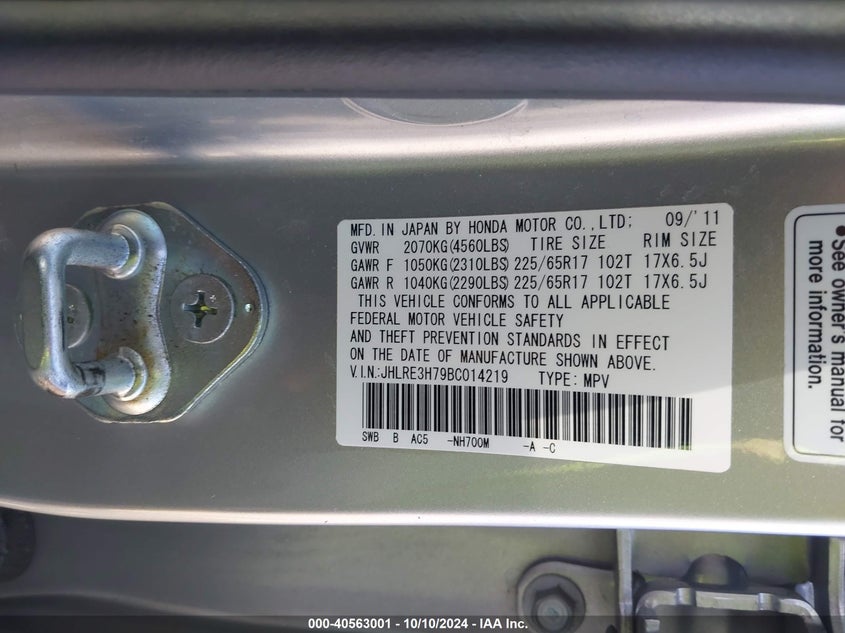 MFD. IN JAPAN BY HONDA MOTOR CO., LTD; 09/'11
GVWR 2070KG(4560LBS) TIRE SIZE RIM SIZE
GAWR F 1050KG(2310LBS) 225/65R17 102T 17X6.5J
GAWR R 1040KG(2290LBS) 225/65R17 102T 17X6.5J
THIS VEHICLE CONFORMS TO ALL APPLICABLE
FEDERAL MOTOR VEHICLE SAFETY
AND THEFT PREVENTION STANDARDS IN EFFECT
ON THE DATE OF MANUFACTURE SHOWN ABOVE.
V.I.N.:JHLRE3H79BC014219 TYPE: MPV
SWB B AC5 -NH700M -A -C
•See owner's manual for
more information.
000-40563001 - 10/10/2024 - IAA Inc.